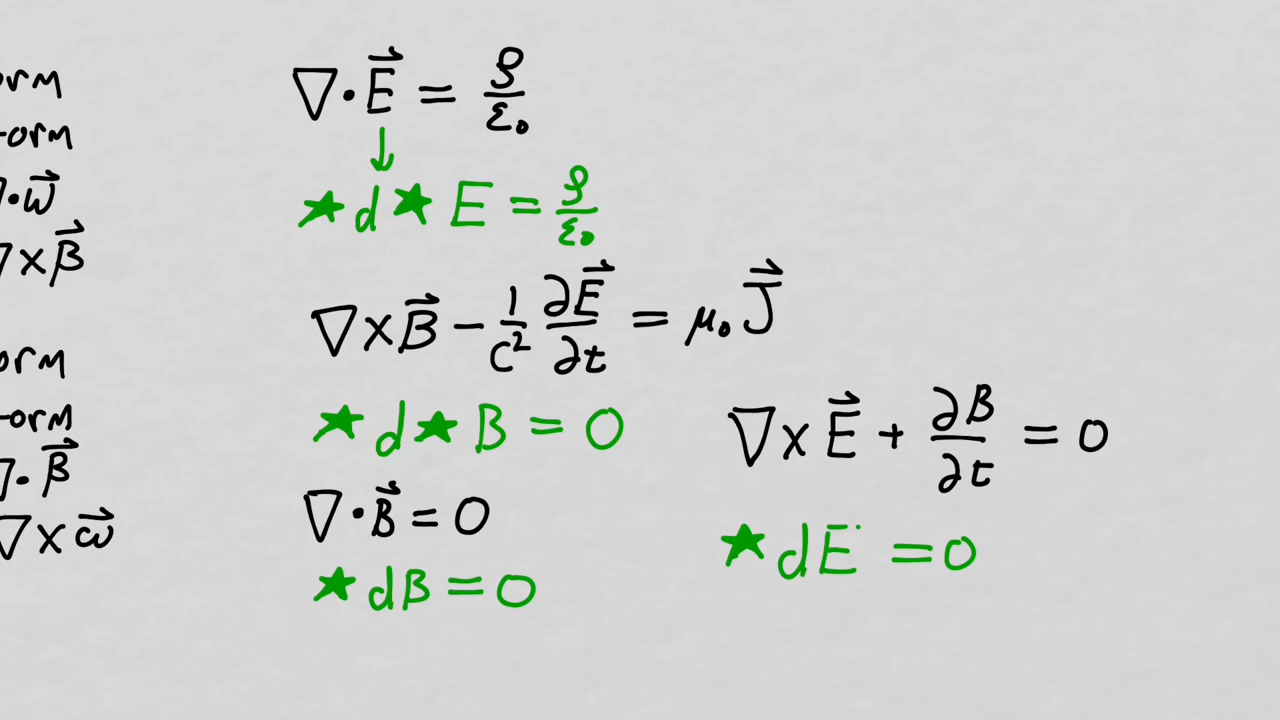 orm
orm
∇·w⃗
∇×B⃗
orm
orm
∇·B⃗
∇×w⃗
∇·E⃗ = ρ/ε₀
↓
★d★E = ρ/ε₀
∇×B⃗ − 1/c² ∂E⃗/∂t = μ₀J⃗
★d★B = 0
∇·B⃗ = 0
★dB = 0
∇×E⃗ + ∂B/∂t = 0
★dE = 0